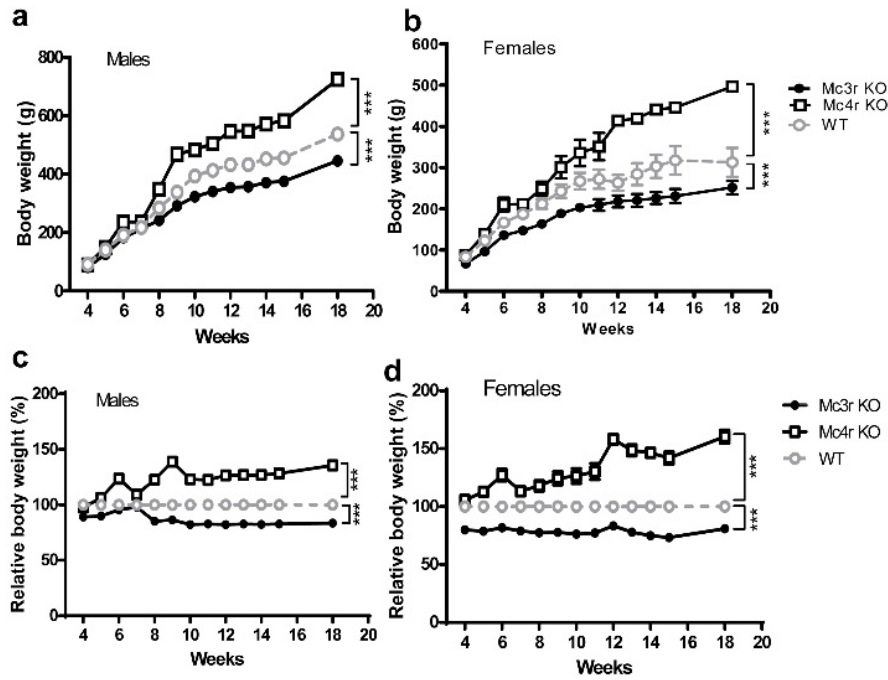 a
Males
Body weight (g)
800
600
400
200
0
4 6 8 10 12 14 16 18 20
Weeks
***
***
b
Females
Body weight (g)
600
500
400
300
200
100
0
4 6 8 10 12 14 16 18 20
Weeks
***
***
Mc3r KO
Mc4r KO
WT
c
Males
Relative body weight (%)
200
150
100
50
0
4 6 8 10 12 14 16 18 20
Weeks
***
***
d
Females
Relative body weight (%)
200
150
100
50
0
4 6 8 10 12 14 16 18 20
Weeks
***
***
Mc3r KO
Mc4r KO
WT